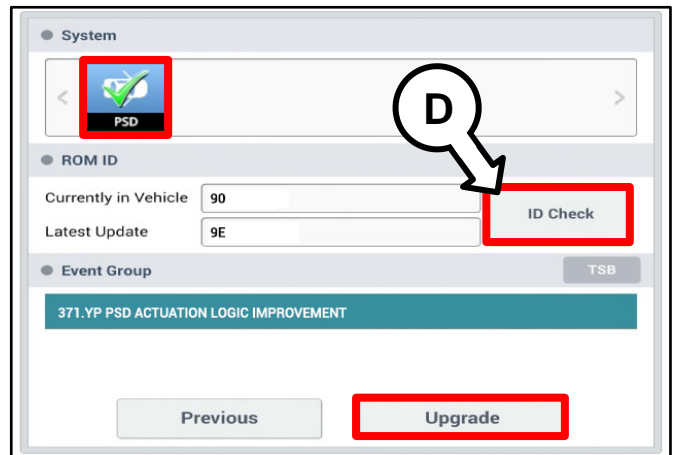 System
PSD
D
ROM ID
Currently in Vehicle 90
ID Check
Latest Update 9E
Event Group TSB
371.YP PSD ACTUATION LOGIC IMPROVEMENT
Previous Upgrade